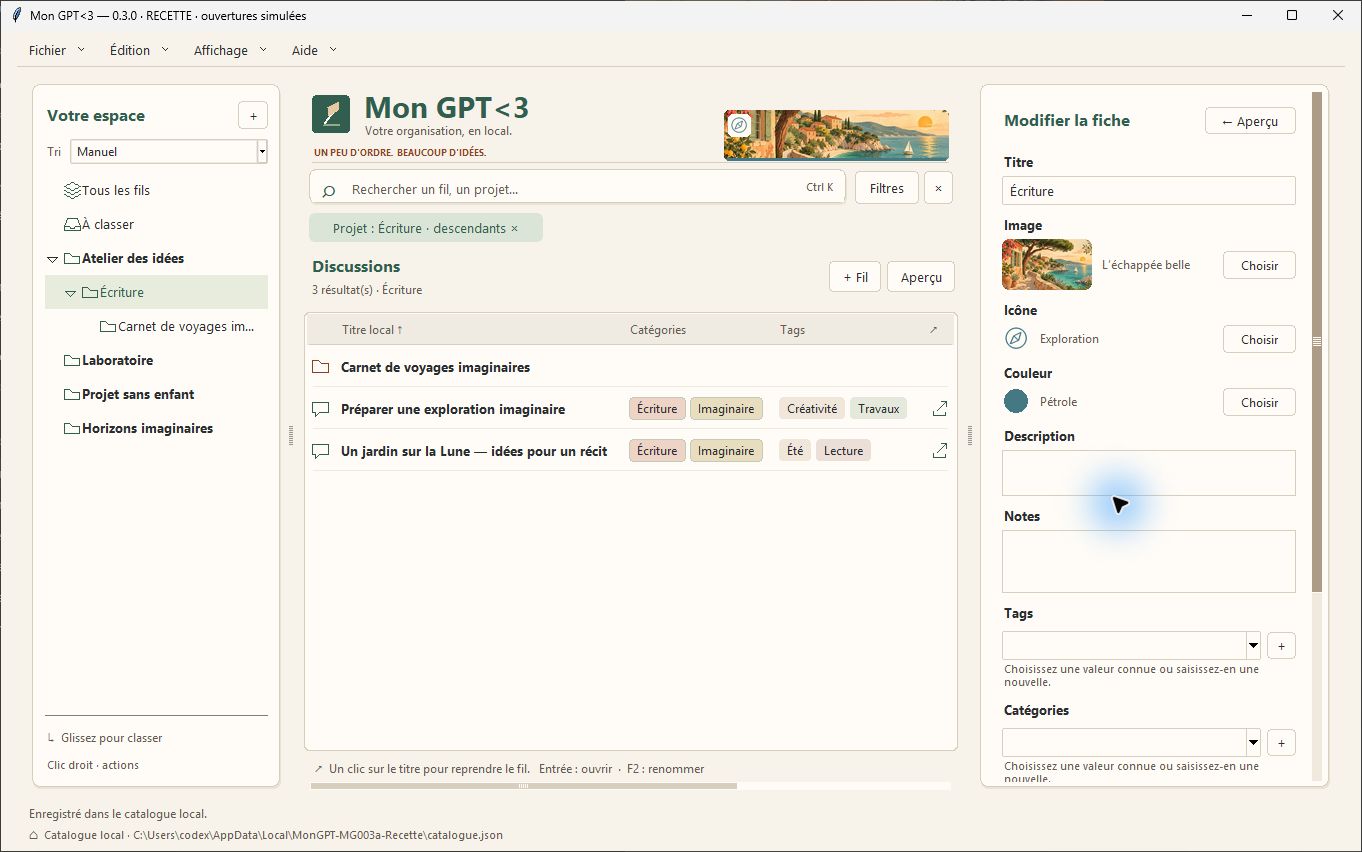 Mon GPT<3 — 0.3.0 · RECETTE · ouvertures simulées
Fichier Édition Affichage Aide
Votre espace
+
Tri Manuel
Tous les fils
À classer
Atelier des idées
Écriture
Carnet de voyages im...
Laboratoire
Projet sans enfant
Horizons imaginaires
↳ Glissez pour classer
Clic droit · actions
Mon GPT<3
Votre organisation, en local.
UN PEU D'ORDRE. BEAUCOUP D'IDÉES.
Rechercher un fil, un projet... Ctrl K
Filtres ×
Projet : Écriture · descendants ×
Discussions
3 résultat(s) · Écriture
+ Fil Aperçu
Titre local ↑ Catégories Tags ↗
Carnet de voyages imaginaires
Préparer une exploration imaginaire Écriture Imaginaire Créativité Travaux
Un jardin sur la Lune — idées pour un récit Écriture Imaginaire Été Lecture
↗ Un clic sur le titre pour reprendre le fil. Entrée : ouvrir · F2 : renommer
Modifier la fiche
← Aperçu
Titre
Écriture
Image
L'échappée belle Choisir
Icône
Exploration Choisir
Couleur
Pétrole Choisir
Description
Notes
Tags
+
Choisissez une valeur connue ou saisissez-en une
nouvelle.
Catégories
+
Choisissez une valeur connue ou saisissez-en une
nouvelle.
Enregistré dans le catalogue local.
⌂ Catalogue local · C:\Users\codex\AppData\Local\MonGPT-MG003a-Recette\catalogue.json